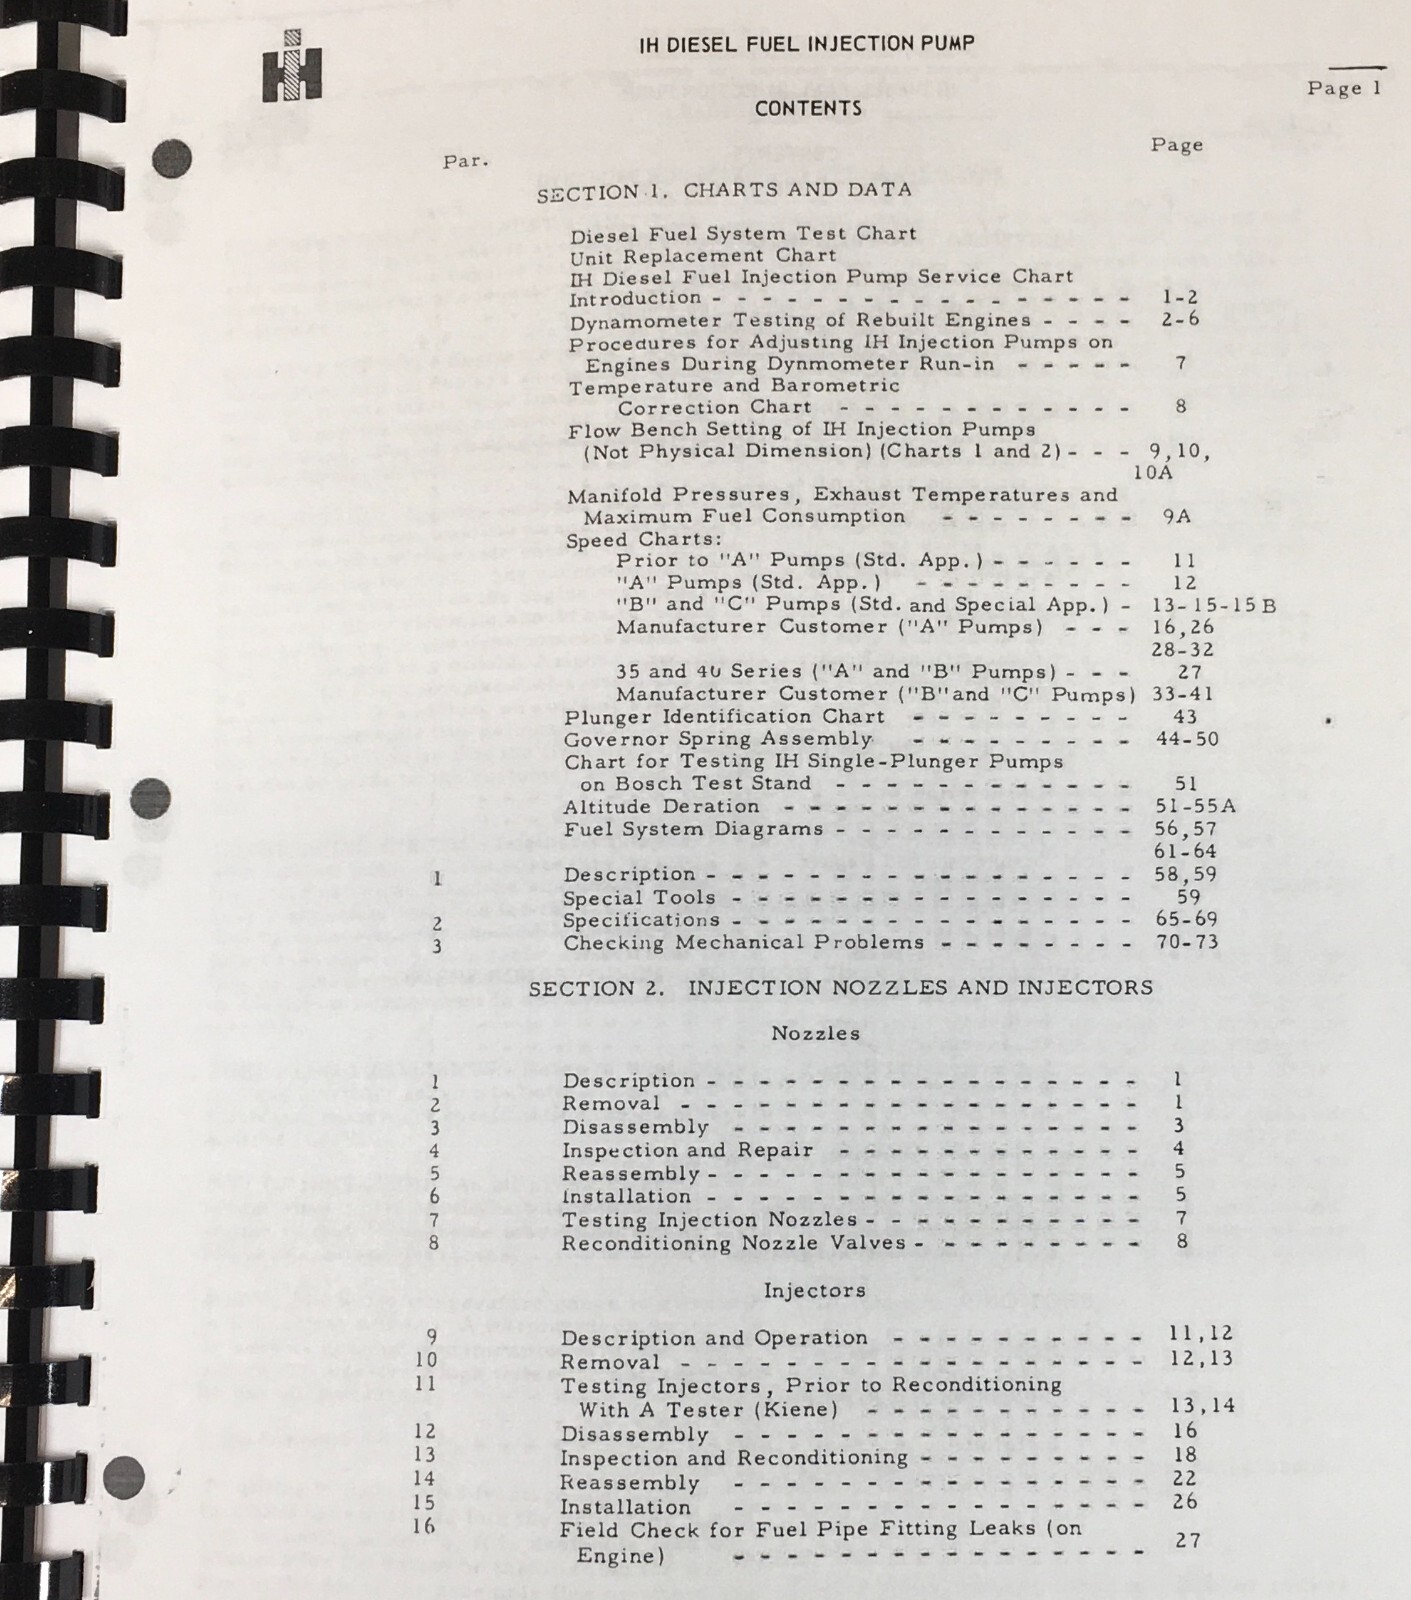 IH DIESEL FUEL INJECTION PUMP
Page 1
CONTENTS
Par. Page
SECTION 1. CHARTS AND DATA
Diesel Fuel System Test Chart
Unit Replacement Chart
IH Diesel Fuel Injection Pump Service Chart
Introduction - - - - - - - - - - - - - - - - - 1-2
Dynamometer Testing of Rebuilt Engines - - - - 2-6
Procedures for Adjusting IH Injection Pumps on
Engines During Dynmometer Run-in - - - - - 7
Temperature and Barometric
Correction Chart - - - - - - - - - - - - 8
Flow Bench Setting of IH Injection Pumps
(Not Physical Dimension) (Charts 1 and 2) - - - 9,10,
10A
Manifold Pressures, Exhaust Temperatures and
Maximum Fuel Consumption - - - - - - - - 9A
Speed Charts:
Prior to "A" Pumps (Std. App.) - - - - - - 11
"A" Pumps (Std. App.) - - - - - - - - - 12
"B" and "C" Pumps (Std. and Special App.) - 13-15-15B
Manufacturer Customer ("A" Pumps) - - - 16,26
28-32
35 and 40 Series ("A" and "B" Pumps) - - - 27
Manufacturer Customer ("B" and "C" Pumps) 33-41
Plunger Identification Chart - - - - - - - - - 43
Governor Spring Assembly - - - - - - - - - 44-50
Chart for Testing IH Single-Plunger Pumps
on Bosch Test Stand - - - - - - - - - - - - 51
Altitude Deration - - - - - - - - - - - - - - 51-55A
Fuel System Diagrams - - - - - - - - - - - - 56,57
61-64
1 Description - - - - - - - - - - - - - - - - - 58,59
Special Tools - - - - - - - - - - - - - - - - 59
2 Specifications - - - - - - - - - - - - - - - - 65-69
3 Checking Mechanical Problems - - - - - - - - 70-73
SECTION 2. INJECTION NOZZLES AND INJECTORS
Nozzles
1 Description - - - - - - - - - - - - - - - - - 1
2 Removal - - - - - - - - - - - - - - - - - - 1
3 Disassembly - - - - - - - - - - - - - - - - 3
4 Inspection and Repair - - - - - - - - - - - - 4
5 Reassembly - - - - - - - - - - - - - - - - - 5
6 Installation - - - - - - - - - - - - - - - - - 5
7 Testing Injection Nozzles - - - - - - - - - - - 7
8 Reconditioning Nozzle Valves - - - - - - - - - 8
Injectors
9 Description and Operation - - - - - - - - - - 11,12
10 Removal - - - - - - - - - - - - - - - - - - 12,13
11 Testing Injectors, Prior to Reconditioning
With A Tester (Kiene) - - - - - - - - - - - 13,14
12 Disassembly - - - - - - - - - - - - - - - - 16
13 Inspection and Reconditioning - - - - - - - - - 18
14 Reassembly - - - - - - - - - - - - - - - - 22
15 Installation - - - - - - - - - - - - - - - - 26
16 Field Check for Fuel Pipe Fitting Leaks (on
Engine) - - - - - - - - - - - - - - - - 27